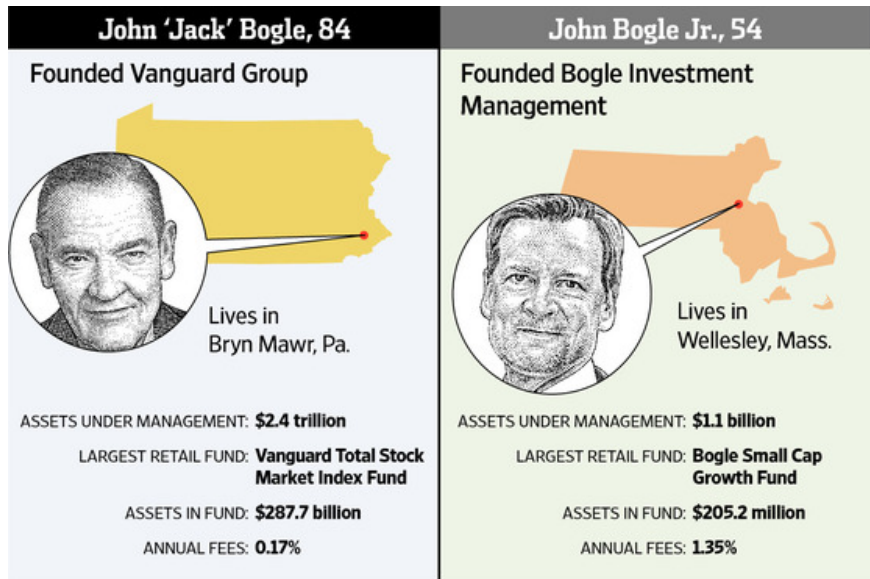 John ‘Jack’ Bogle, 84
Founded Vanguard Group
Lives in
Bryn Mawr, Pa.
ASSETS UNDER MANAGEMENT: $2.4 trillion
LARGEST RETAIL FUND: Vanguard Total Stock
Market Index Fund
ASSETS IN FUND: $287.7 billion
ANNUAL FEES: 0.17%
John Bogle Jr., 54
Founded Bogle Investment
Management
Lives in
Wellesley, Mass.
ASSETS UNDER MANAGEMENT: $1.1 billion
LARGEST RETAIL FUND: Bogle Small Cap
Growth Fund
ASSETS IN FUND: $205.2 million
ANNUAL FEES: 1.35%